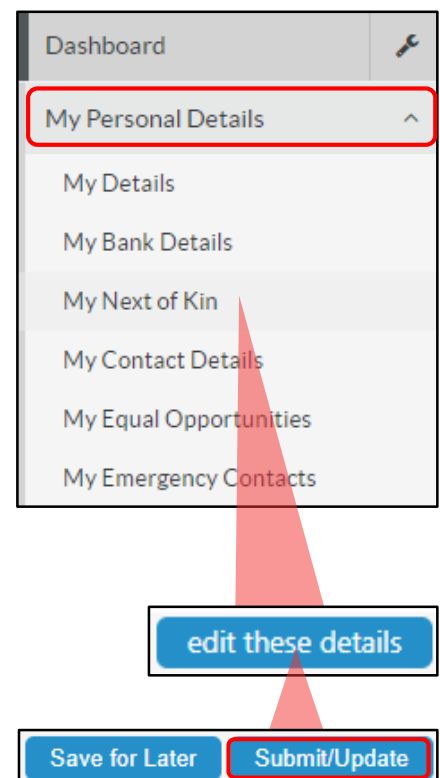 Dashboard
My Personal Details
My Details
My Bank Details
My Next of Kin
My Contact Details
My Equal Opportunities
My Emergency Contacts
edit these details
Save for Later Submit/Update